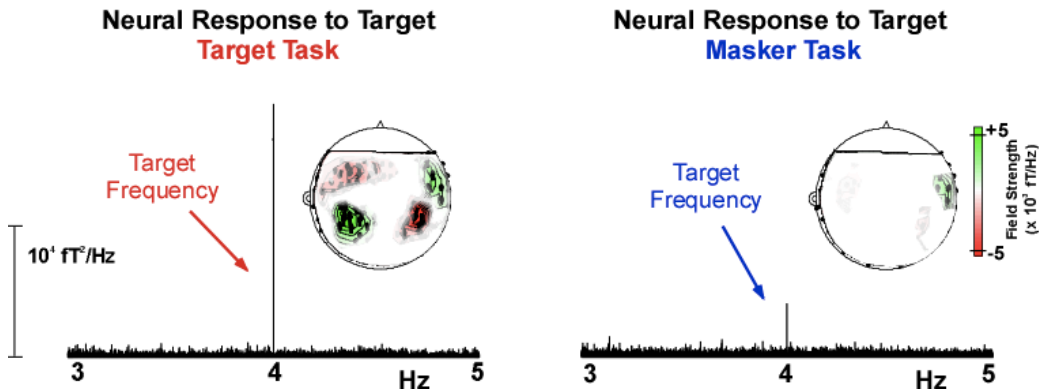 Neural Response to Target
Target Task
Target
Frequency
10⁴ fT²/Hz
3
4
Hz
5
Neural Response to Target
Masker Task
Target
Frequency
+5
-5
Field Strength
(x 10³ fT/Hz)
3
4
Hz
5